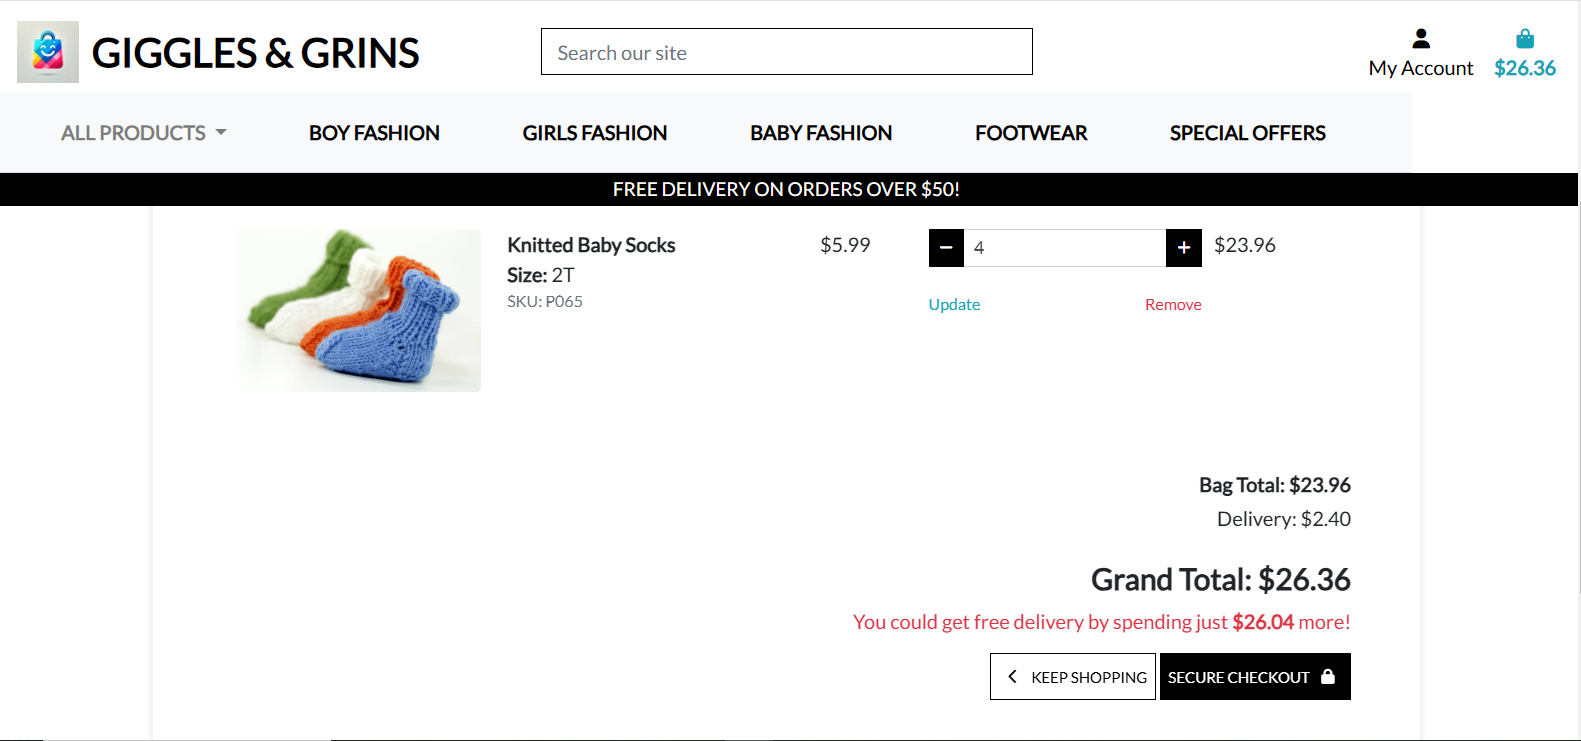 GIGGLES & GRINS
Search our site
My Account
$26.36
ALL PRODUCTS
BOY FASHION
GIRLS FASHION
BABY FASHION
FOOTWEAR
SPECIAL OFFERS
FREE DELIVERY ON ORDERS OVER $50!
Knitted Baby Socks
$5.99
4
$23.96
Size: 2T
SKU: P065
Update
Remove
Bag Total: $23.96
Delivery: $2.40
Grand Total: $26.36
You could get free delivery by spending just $26.04 more!
KEEP SHOPPING
SECURE CHECKOUT